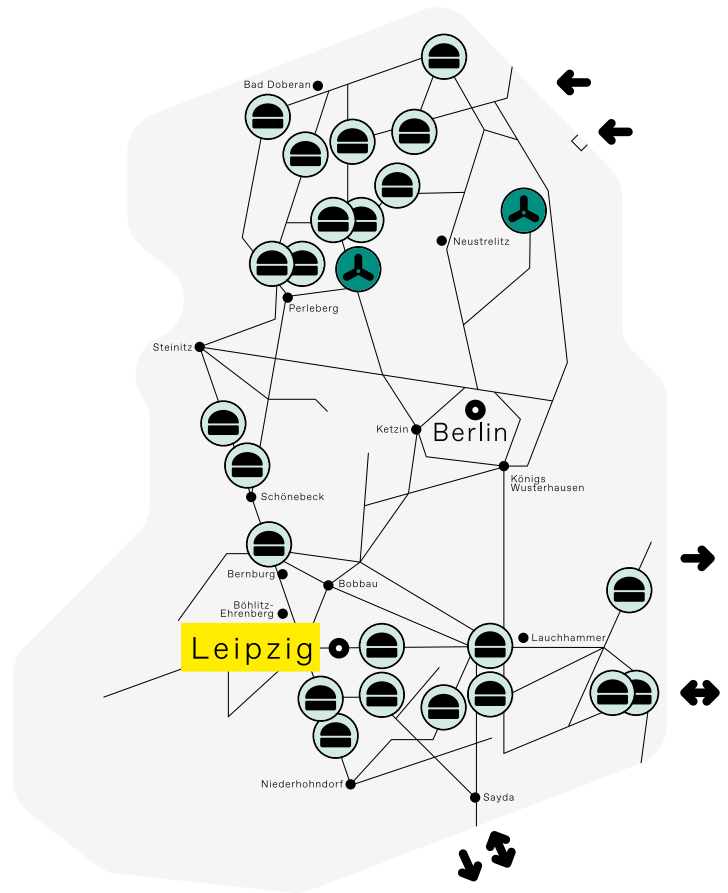 Bad Doberan
Neustrelitz
Perleberg
Steinitz
Ketzin
Berlin
Königs
Wusterhausen
Schönebeck
Bernburg
Bobbau
Böhlitz-
Ehrenberg
Leipzig
Lauchhammer
Niederhohndorf
Sayda